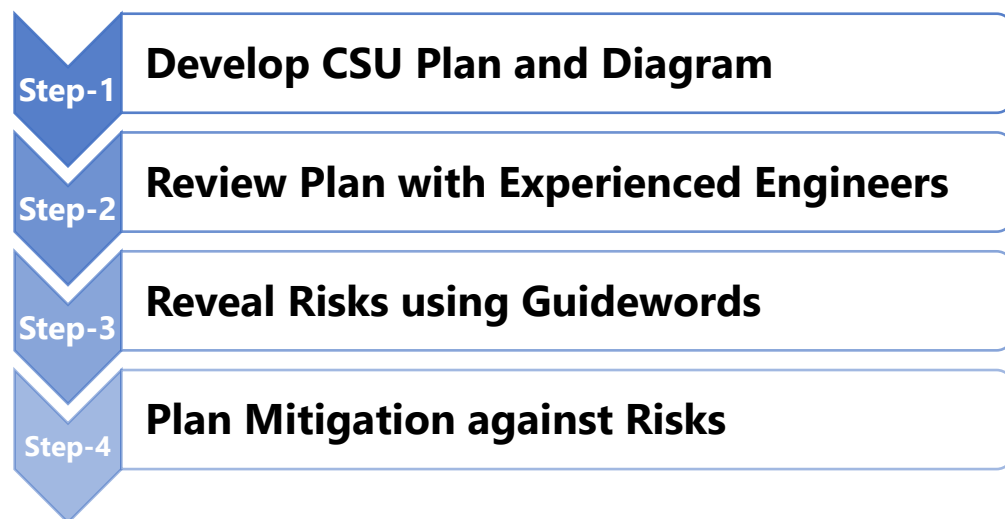 Step-1
Develop CSU Plan and Diagram
Step-2
Review Plan with Experienced Engineers
Step-3
Reveal Risks using Guidewords
Step-4
Plan Mitigation against Risks